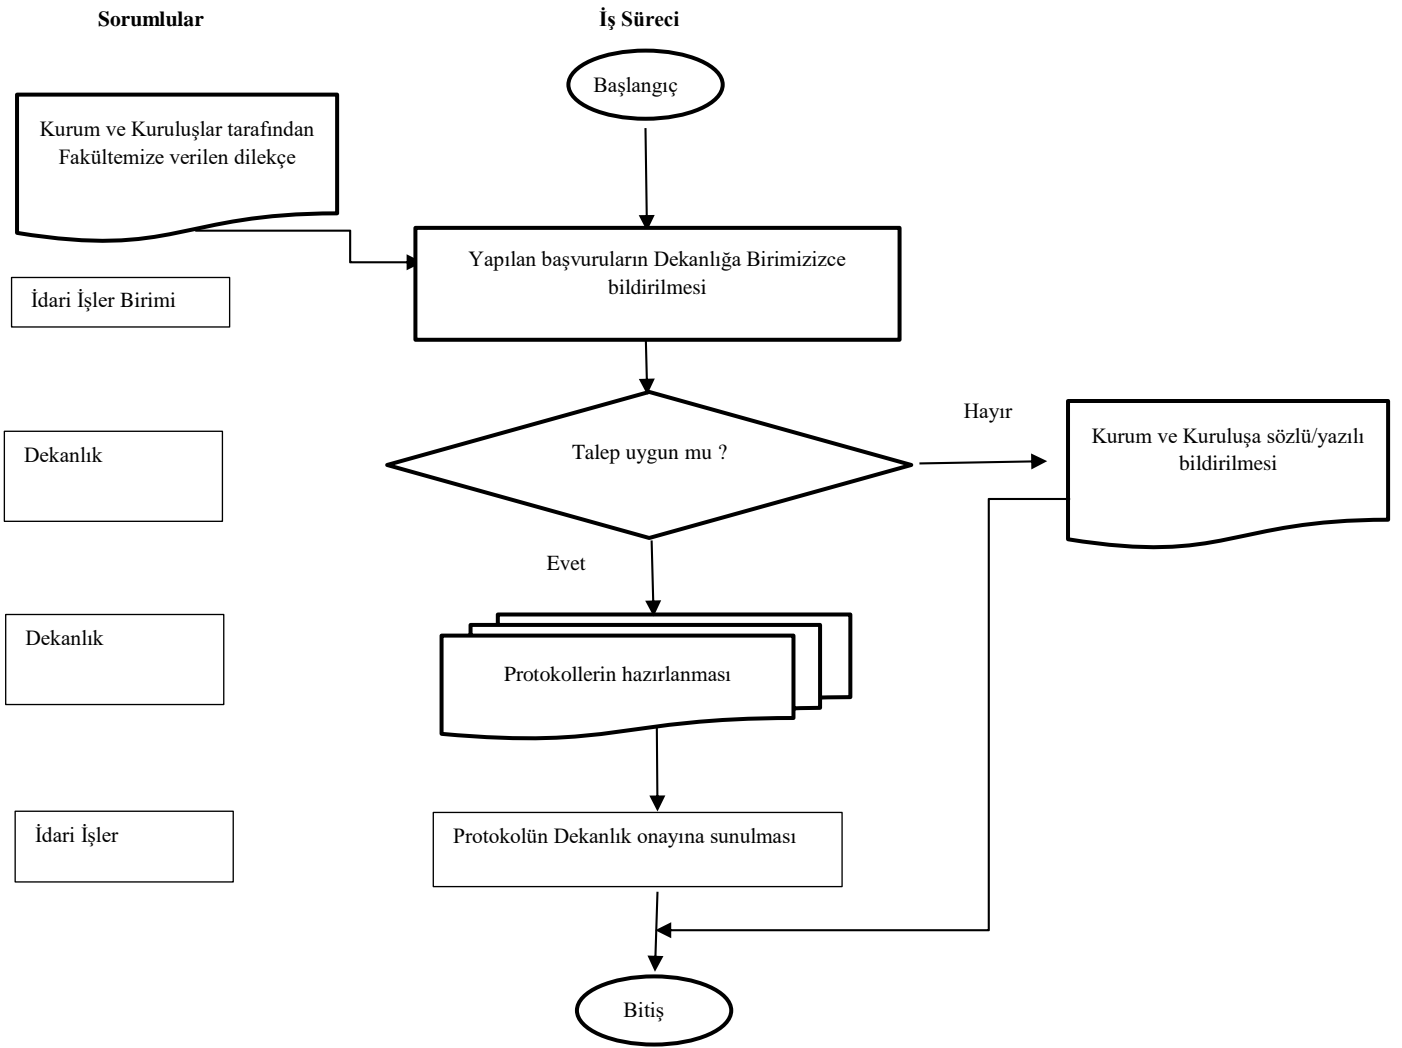 Sorumlular
İş Süreci
Başlangıç
Kurum ve Kuruluşlar tarafından
Fakültemize verilen dilekçe
Yapılan başvuruların Dekanlığa Birimizizce
bildirilmesi
İdari İşler Birimi
Hayır
Kurum ve Kuruluşa sözlü/yazılı
bildirilmesi
Dekanlık
Talep uygun mu ?
Evet
Dekanlık
Protokollerin hazırlanması
İdari İşler
Protokolün Dekanlık onayına sunulması
Bitiş